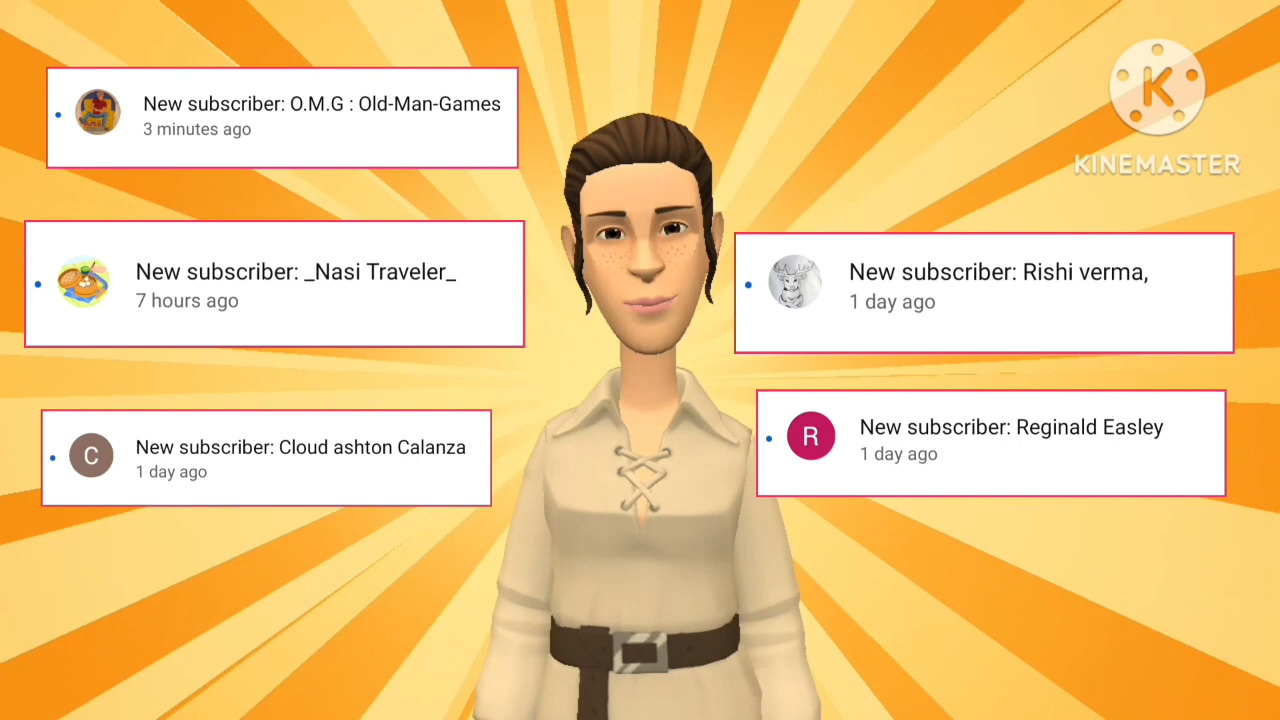 New subscriber: O.M.G : Old-Man-Games
3 minutes ago
New subscriber: _Nasi Traveler_
7 hours ago
C
New subscriber: Cloud ashton Calanza
1 day ago
K
KINEMASTER
New subscriber: Rishi verma,
1 day ago
R
New subscriber: Reginald Easley
1 day ago